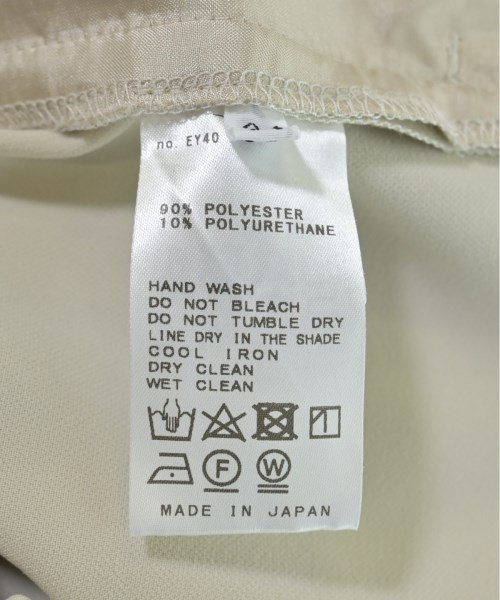 no. EY40
90% POLYESTER
10% POLYURETHANE
HAND WASH
DO NOT BLEACH
DO NOT TUMBLE DRY
LINE DRY IN THE SHADE
COOL IRON
DRY CLEAN
WET CLEAN
F W
MADE IN JAPAN